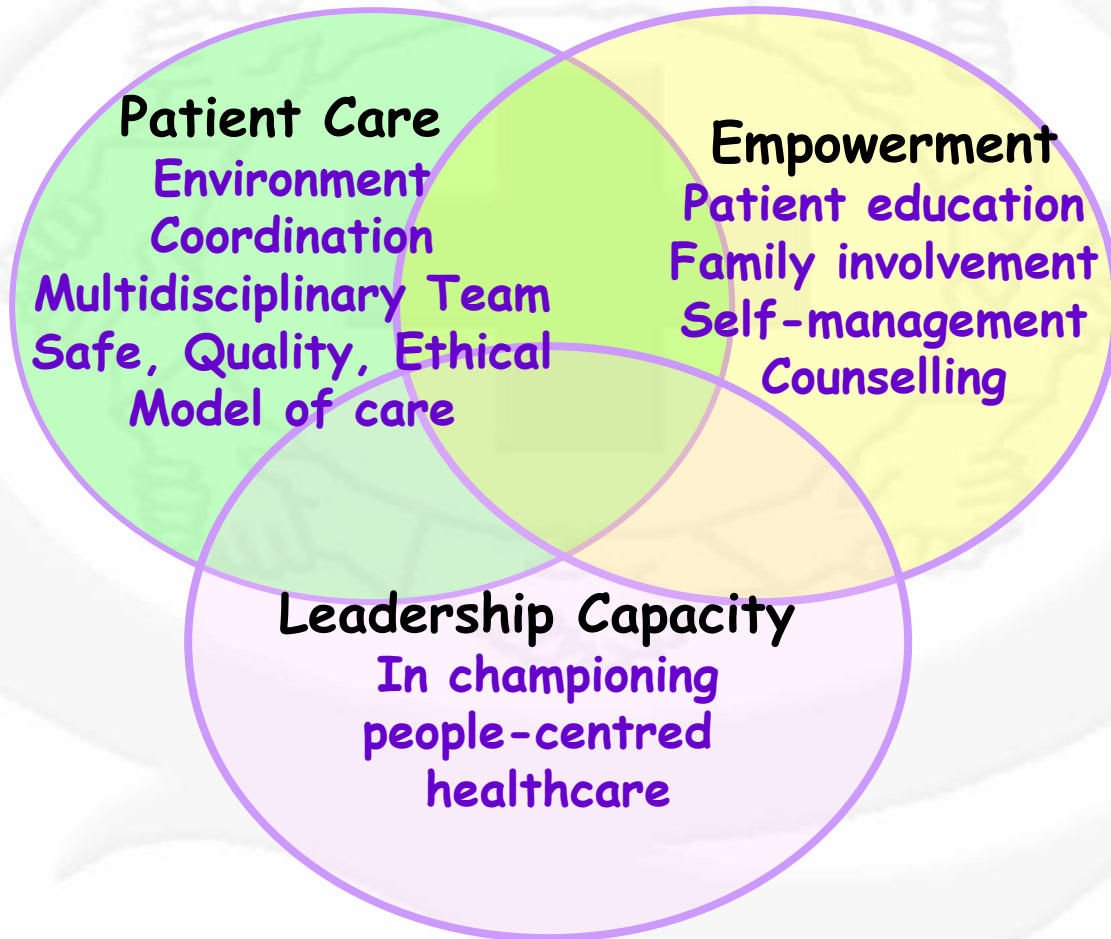 Patient Care
Environment
Coordination
Multidisciplinary Team
Safe, Quality, Ethical
Model of care
Empowerment
Patient education
Family involvement
Self-management
Counselling
Leadership Capacity
In championing
people-centred
healthcare